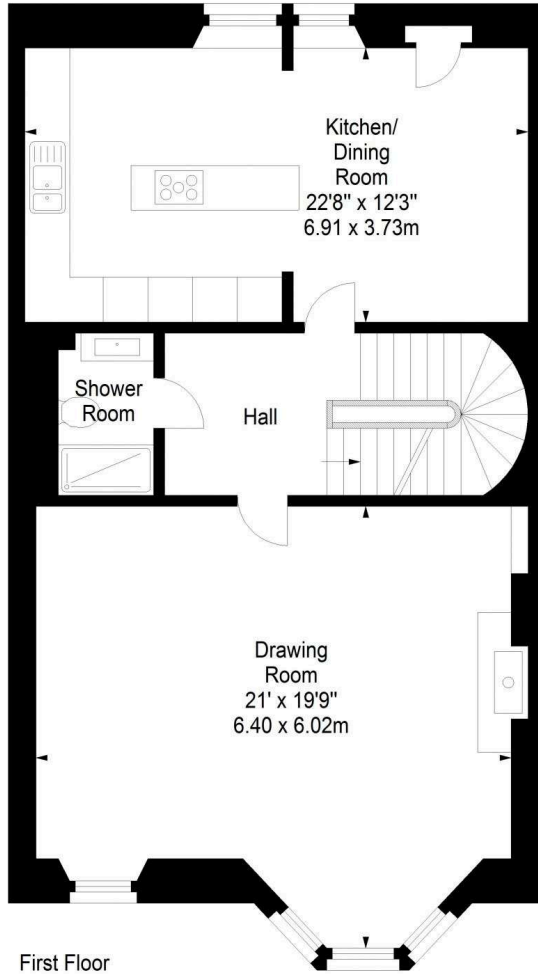 Kitchen/
Dining
Room
22'8" x 12'3"
6.91 x 3.73m
Shower
Room
Hall
Drawing
Room
21' x 19'9"
6.40 x 6.02m
First Floor